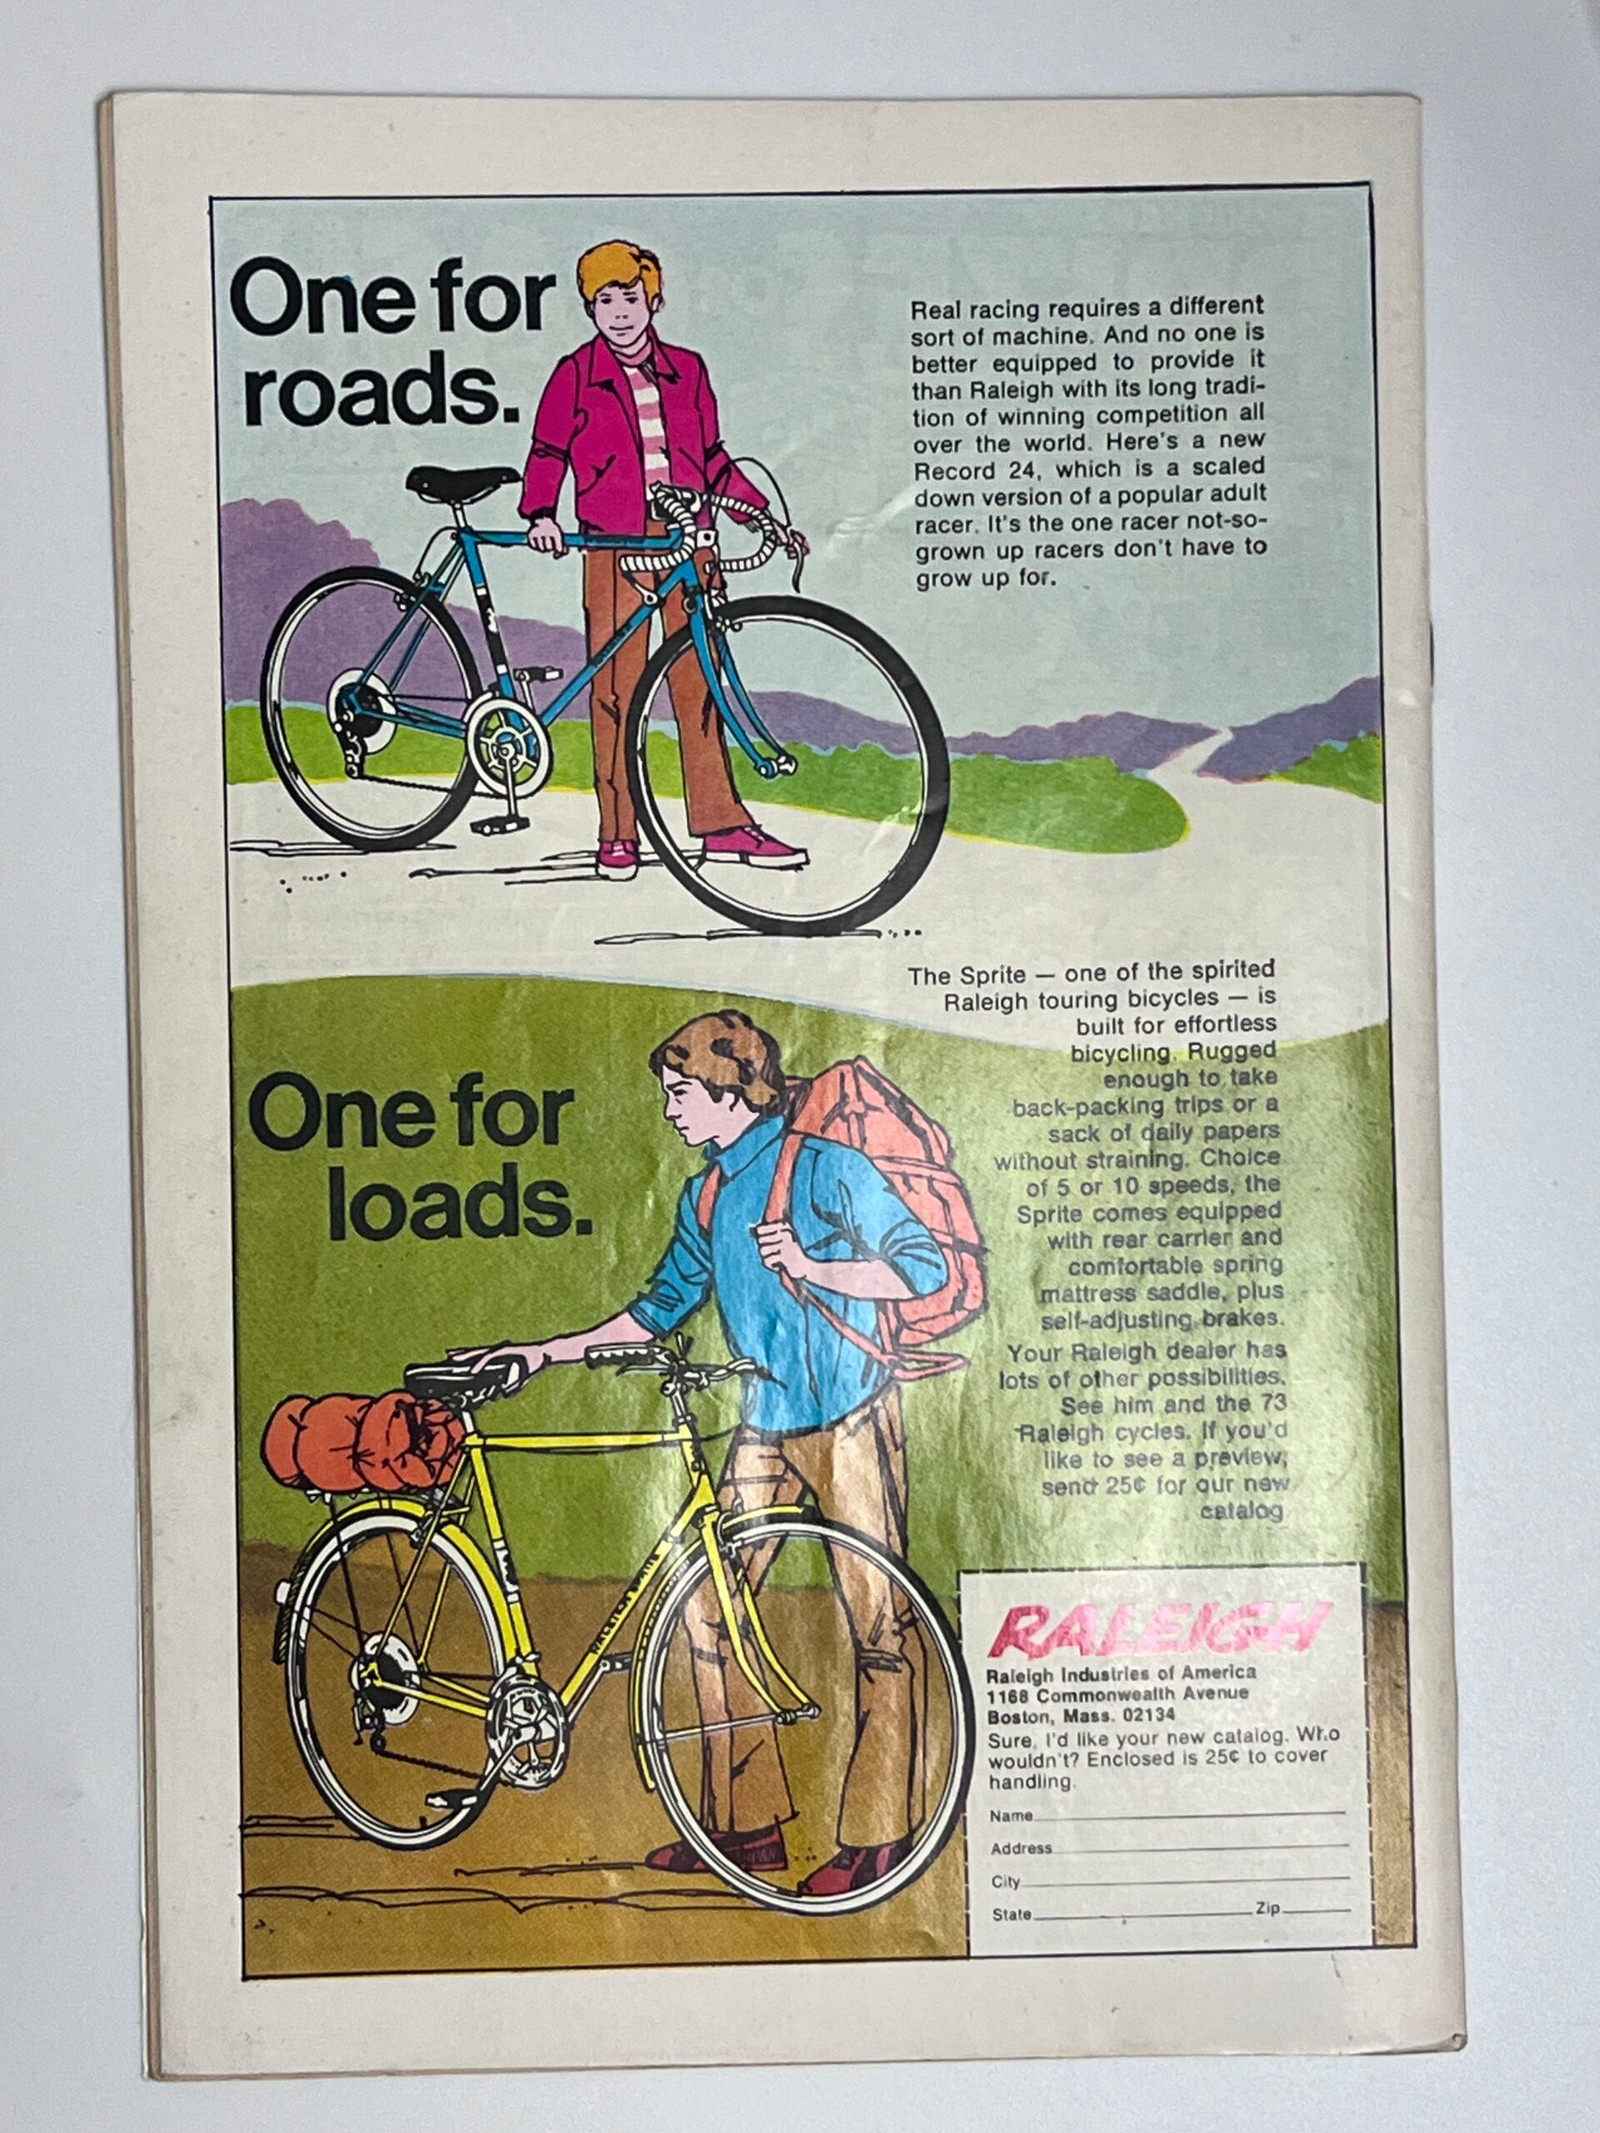 One for
roads.
Real racing requires a different
sort of machine. And no one is
better equipped to provide it
than Raleigh with its long tradi-
tion of winning competition all
over the world. Here's a new
Record 24, which is a scaled
down version of a popular adult
racer. It's the one racer not-so-
grown up racers don't have to
grow up for.
The Sprite — one of the spirited
Raleigh touring bicycles — is
built for effortless
bicycling. Rugged
enough to take
back-packing trips or a
sack of daily papers
without straining. Choice
of 5 or 10 speeds, the
Sprite comes equipped
with rear carrier and
comfortable spring
mattress saddle, plus
self-adjusting brakes.
Your Raleigh dealer has
lots of other possibilities.
See him and the 73
Raleigh cycles. If you'd
like to see a preview,
send 25¢ for our new
catalog.
One for
loads.
RALEIGH SPRITE
RALEIGH
Raleigh Industries of America
1168 Commonwealth Avenue
Boston, Mass. 02134
Sure, I'd like your new catalog. Who
wouldn't? Enclosed is 25¢ to cover
handling.
Name
Address
City
State Zip